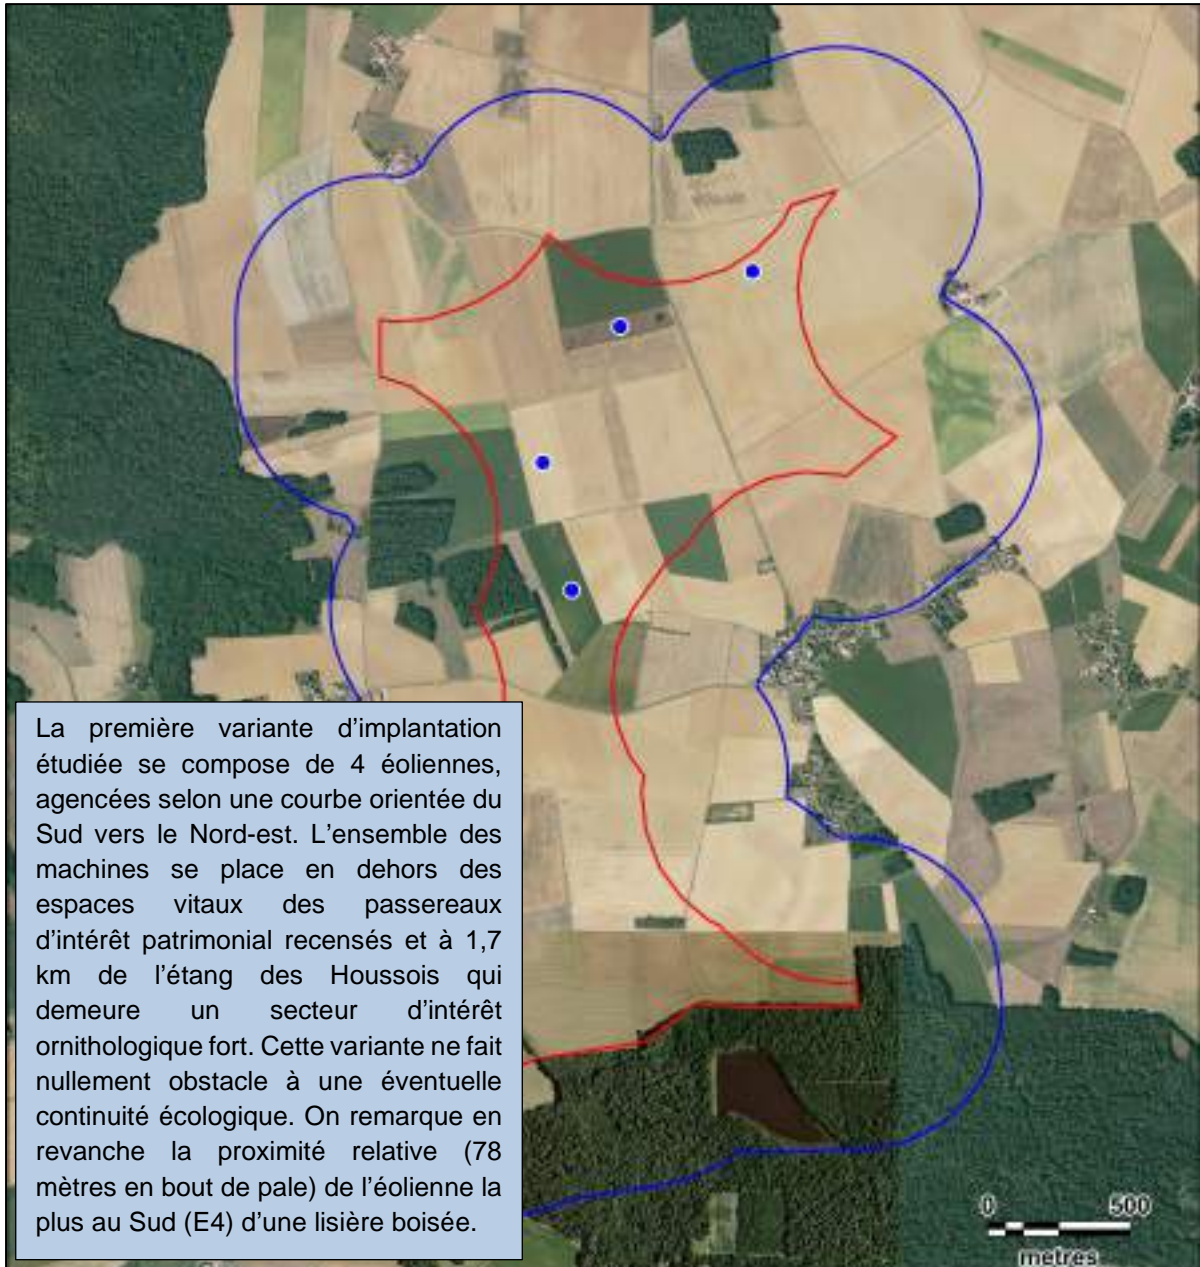 La première variante d'implantation
étudiée se compose de 4 éoliennes,
agencées selon une courbe orientée du
Sud vers le Nord-est. L'ensemble des
machines se place en dehors des
espaces vitaux des passereaux
d'intérêt patrimonial recensés et à 1,7
km de l'étang des Houssois qui
demeure un secteur d'intérêt
ornithologique fort. Cette variante ne fait
nullement obstacle à une éventuelle
continuité écologique. On remarque en
revanche la proximité relative (78
mètres en bout de pale) de l'éolienne la
plus au Sud (E4) d'une lisière boisée.
0 500
metres